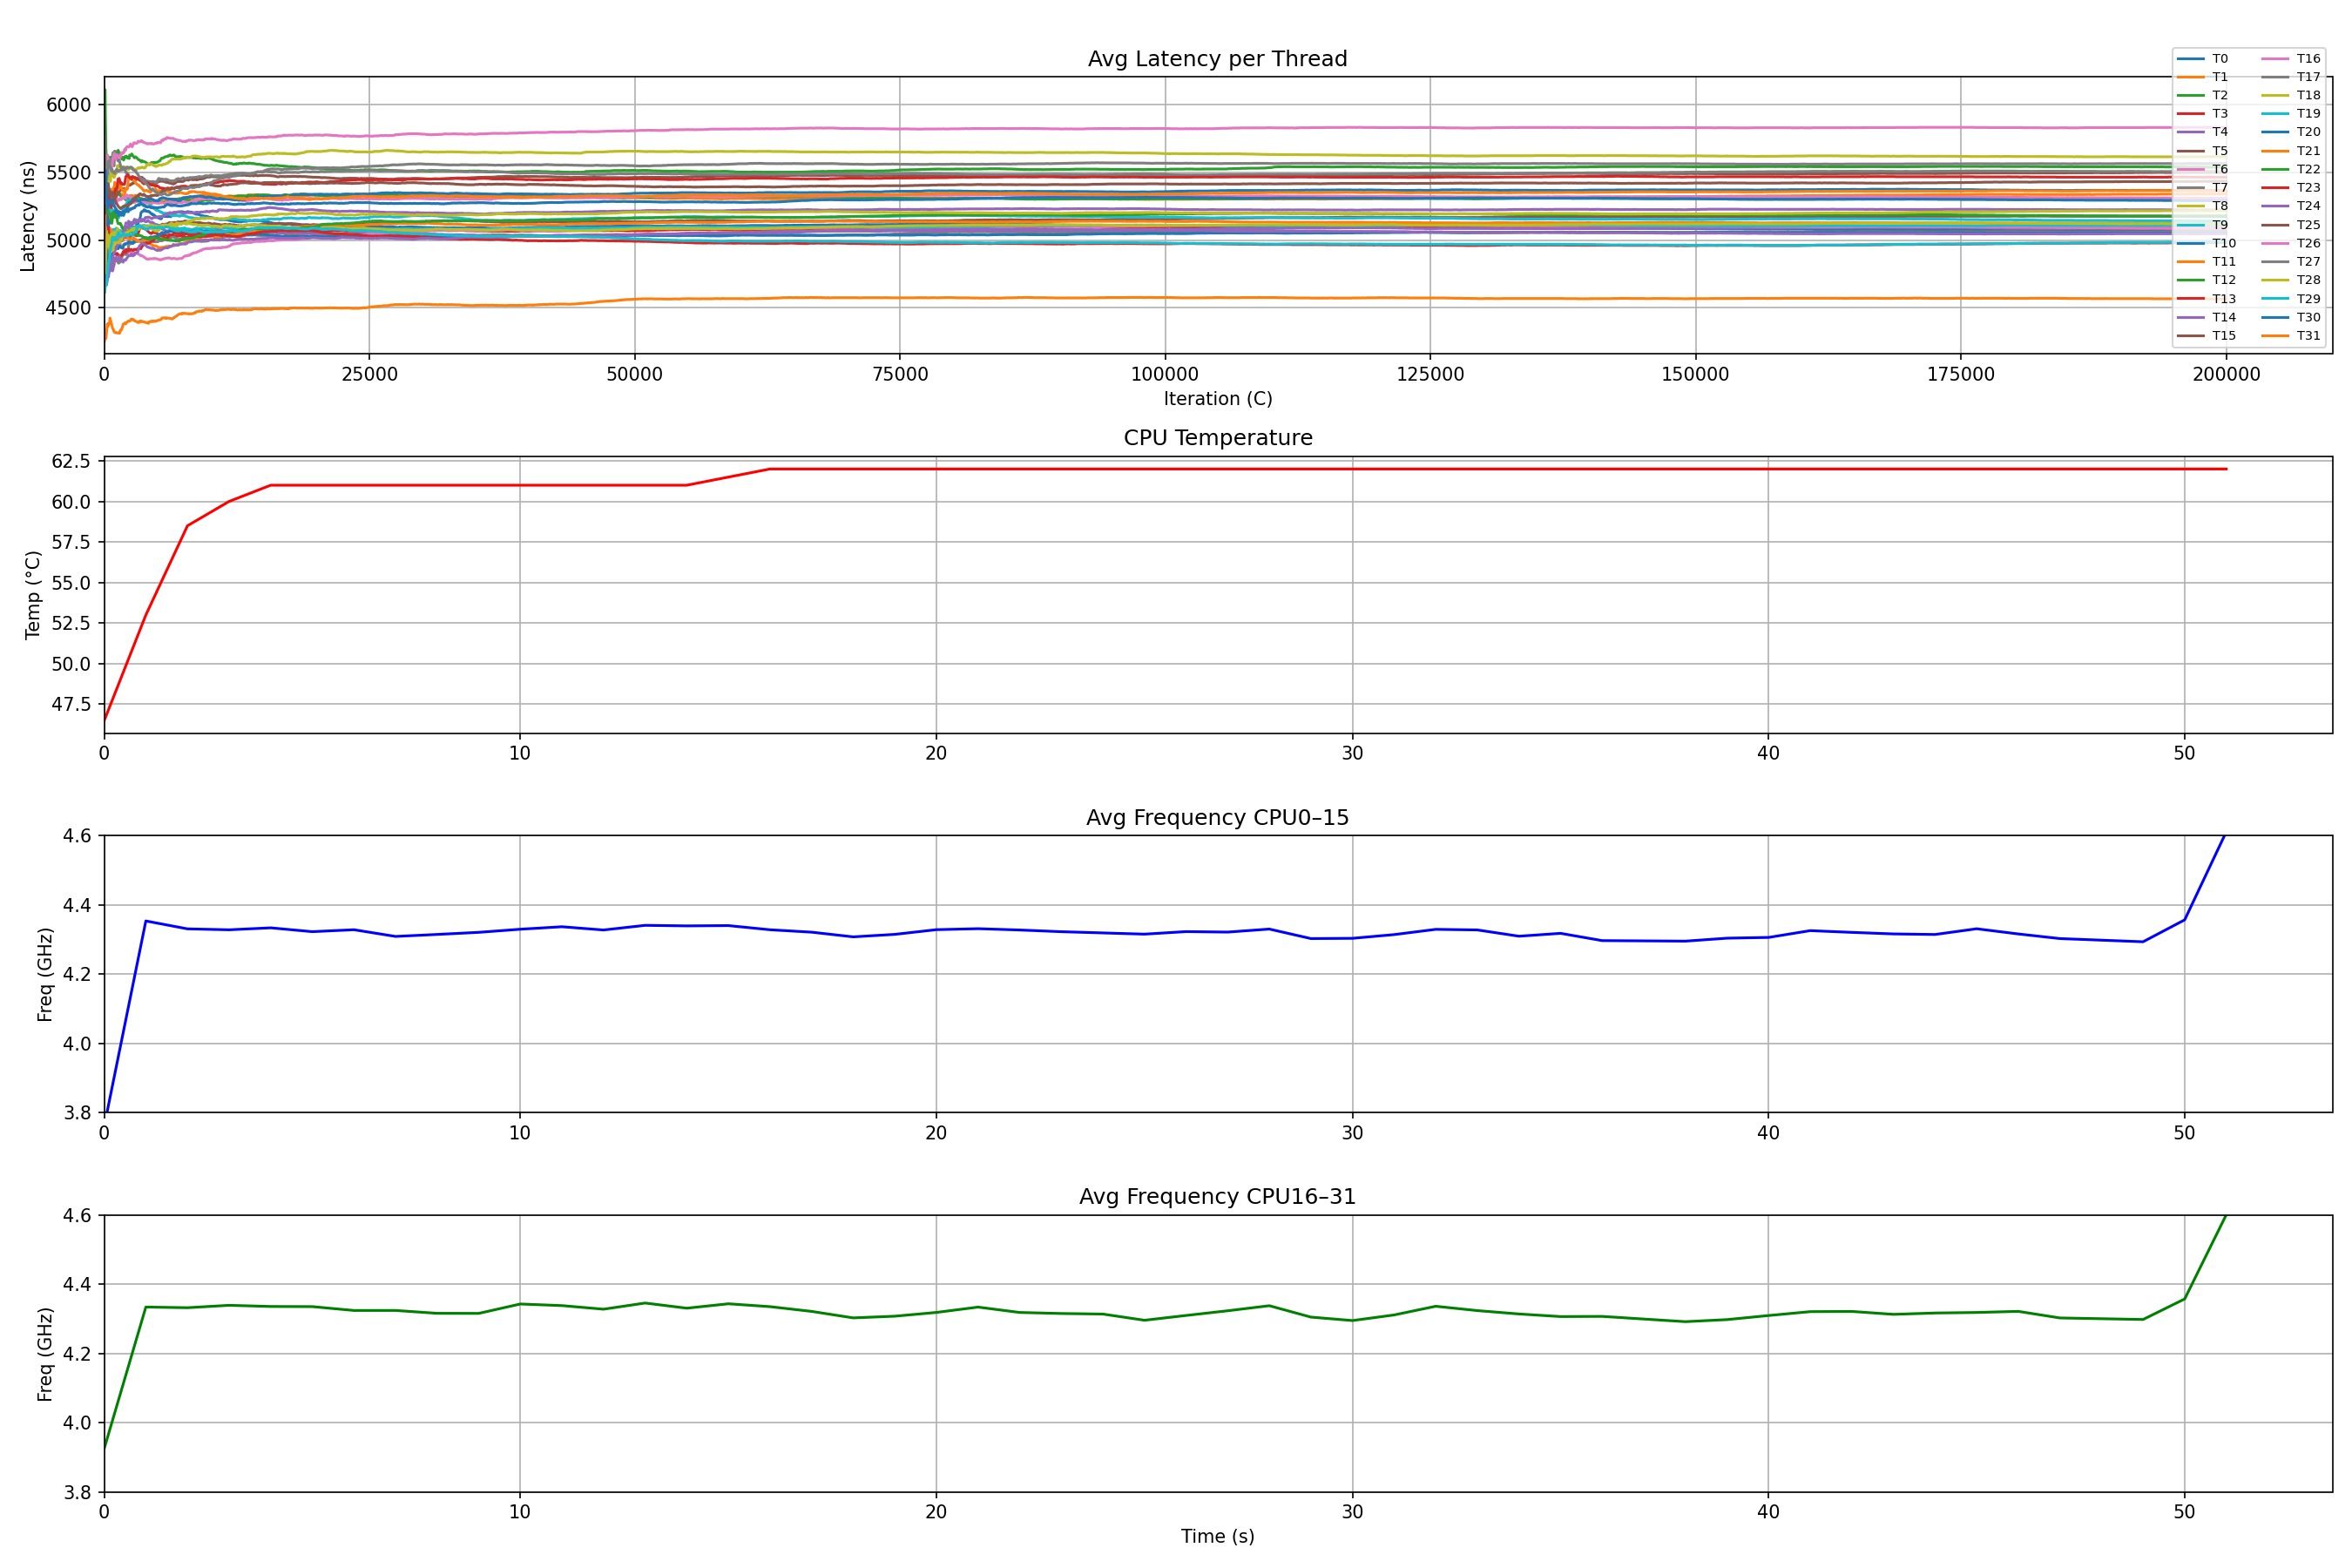 Avg Latency per Thread
Latency (ns)
6000
5500
5000
4500
0 25000 50000 75000 100000 125000 150000 175000 200000
Iteration (C)
T0 T16
T1 T17
T2 T18
T3 T19
T4 T20
T5 T21
T6 T22
T7 T23
T8 T24
T9 T25
T10 T26
T11 T27
T12 T28
T13 T29
T14 T30
T15 T31
CPU Temperature
Temp (°C)
62.5
60.0
57.5
55.0
52.5
50.0
47.5
0 10 20 30 40 50
Avg Frequency CPU0–15
Freq (GHz)
4.6
4.4
4.2
4.0
3.8
0 10 20 30 40 50
Avg Frequency CPU16–31
Freq (GHz)
4.6
4.4
4.2
4.0
3.8
0 10 20 30 40 50
Time (s)